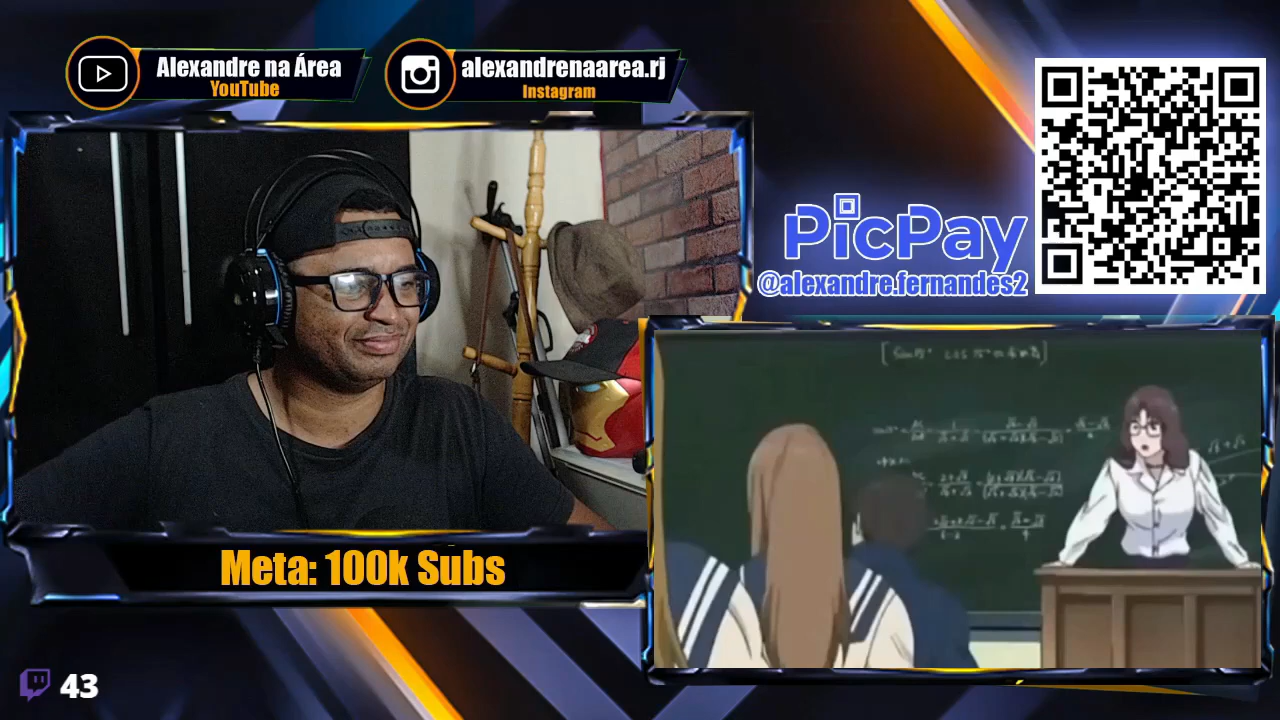 Alexandre na Área
YouTube
alexandrenaarea.rj
Instagram
PicPay
@alexandre.fernandes2
Meta: 100k Subs
43